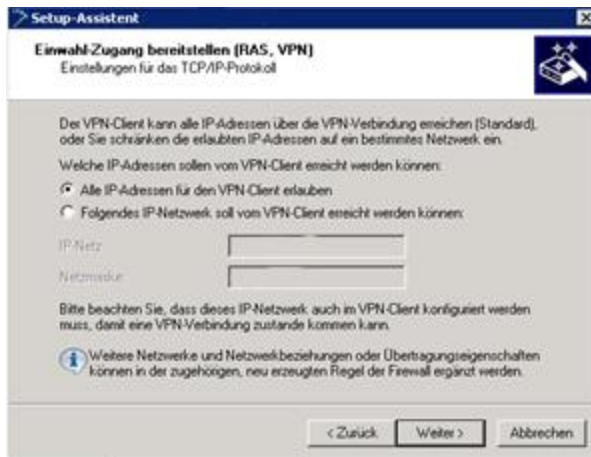 Setup-Assistent
Einwahl-Zugang bereitstellen (RAS, VPN)
Einstellungen für das TCP/IP-Protokoll
Der VPN-Client kann alle IP-Adressen über die VPN-Verbindung erreichen (Standard),
oder Sie schränken die erlaubten IP-Adressen auf ein bestimmtes Netzwerk ein.
Welche IP-Adressen sollen vom VPN-Client erreicht werden können:
Alle IP-Adressen für den VPN-Client erlauben
Folgendes IP-Netzwerk soll vom VPN-Client erreicht werden können:
IP-Netz
Netzmaske:
Bitte beachten Sie, dass dieses IP-Netzwerk auch im VPN-Client konfiguriert werden
muss, damit eine VPN-Verbindung zustande kommen kann.
Weitere Netzwerke und Netzwerkbeziehungen oder Übertragungseigenschaften
können in der zugehörigen, neu erzeugten Regel der Firewall ergänzt werden.
< Zurück Weiter > Abbrechen